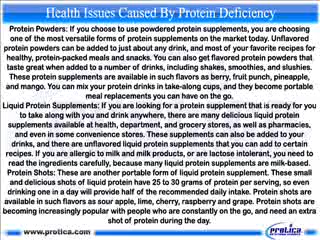 Health Issues Caused By Protein Deficiency
Protein Powders: If you choose to use powdered protein supplements, you are choosing
one of the most versatile forms of protein supplements on the market today. Unflavored
protein powders can be added to just about any drink, and most of your favorite recipes for
healthy, protein-packed meals and snacks. You can also get flavored protein powders that
taste great when added to a number of drinks, including shakes, smoothies, and slushies.
These protein supplements are available in such flavors as berry, fruit punch, pineapple,
and mango. You can mix your protein drinks in take-along cups, and they become portable
meal replacements you can have on the go.
Liquid Protein Supplements: If you are looking for a protein supplement that is ready for you
to take along with you and drink anywhere, there are many delicious liquid protein
supplements available at health, department, and grocery stores, as well as pharmacies,
and even in some convenience stores. These supplements can also be added to your
drinks, and there are unflavored liquid protein supplements that you can add to certain
recipes. If you are allergic to milk and milk products, or are lactose intolerant, you need to
read the ingredients carefully, because many liquid protein supplements are milk-based.
Protein Shots: These are another portable form of liquid protein supplement. These small
and delicious shots of liquid protein have 25 to 30 grams of protein per serving, so even
drinking one in a day will provide half of the recommended daily intake. Protein shots are
available in such flavors as sour apple, lime, cherry, raspberry and grape. Protein shots are
becoming increasingly popular with people who are constantly on the go, and need an extra
shot of protein during the day.
www.protica.com
protica